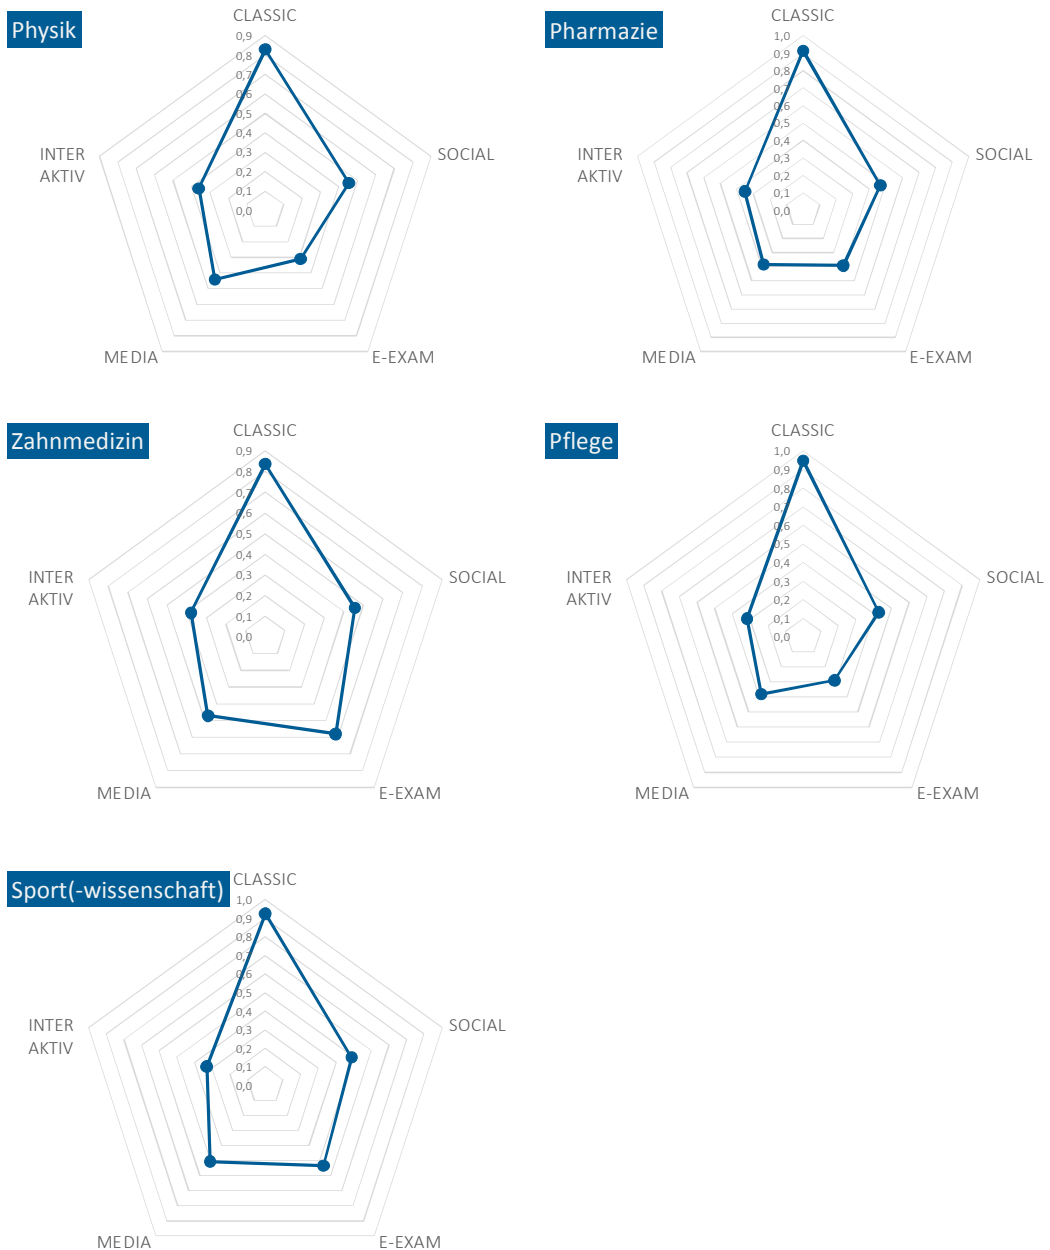 Physik
CLASSIC
0,9
0,8
0,7
0,6
0,5
0,4
0,3
0,2
0,1
0,0
INTER
AKTIV
SOCIAL
MEDIA
E-EXAM
Pharmazie
CLASSIC
1,0
0,9
0,8
0,7
0,6
0,5
0,4
0,3
0,2
0,1
0,0
INTER
AKTIV
SOCIAL
MEDIA
E-EXAM
Zahnmedizin
CLASSIC
0,9
0,8
0,7
0,6
0,5
0,4
0,3
0,2
0,1
0,0
INTER
AKTIV
SOCIAL
MEDIA
E-EXAM
Pflege
CLASSIC
1,0
0,9
0,8
0,7
0,6
0,5
0,4
0,3
0,2
0,1
0,0
INTER
AKTIV
SOCIAL
MEDIA
E-EXAM
Sport(-wissenschaft)
CLASSIC
1,0
0,9
0,8
0,7
0,6
0,5
0,4
0,3
0,2
0,1
0,0
INTER
AKTIV
SOCIAL
MEDIA
E-EXAM